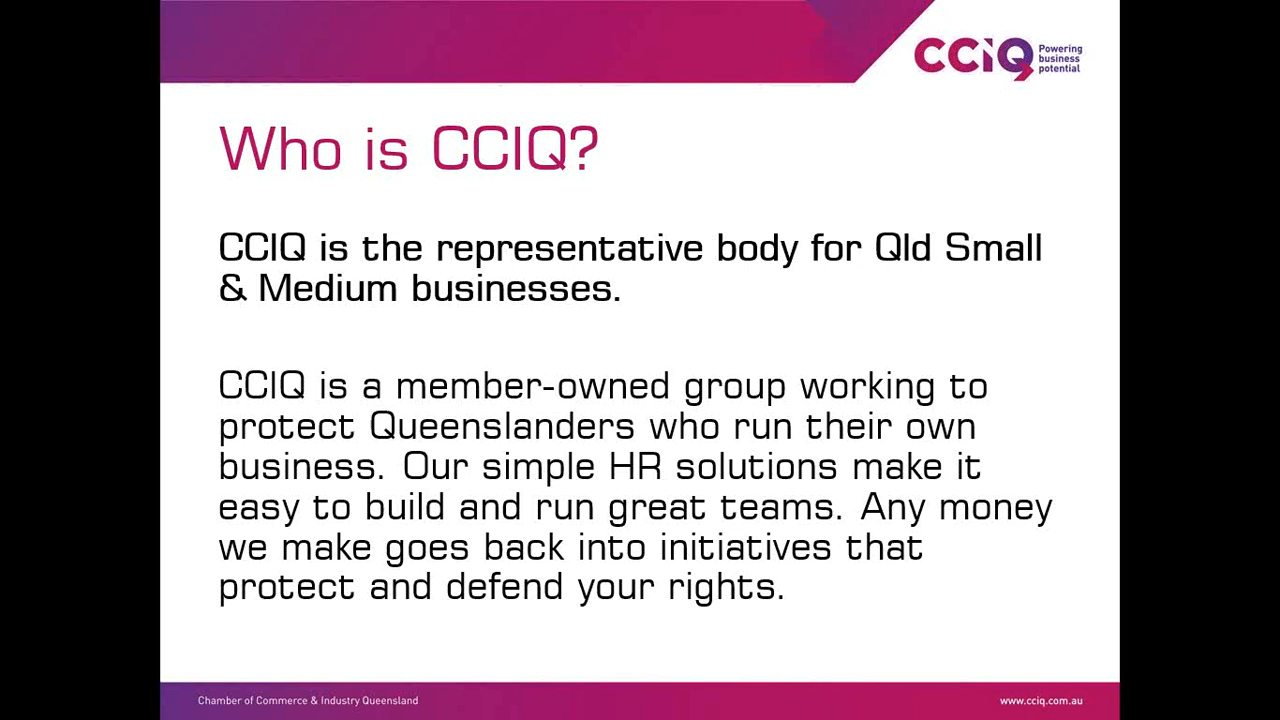 CCIQ Powering
business
potential
Who is CCIQ?
CCIQ is the representative body for Qld Small
& Medium businesses.
CCIQ is a member-owned group working to
protect Queenslanders who run their own
business. Our simple HR solutions make it
easy to build and run great teams. Any money
we make goes back into initiatives that
protect and defend your rights.
Chamber of Commerce & Industry Queensland
www.cciq.com.au